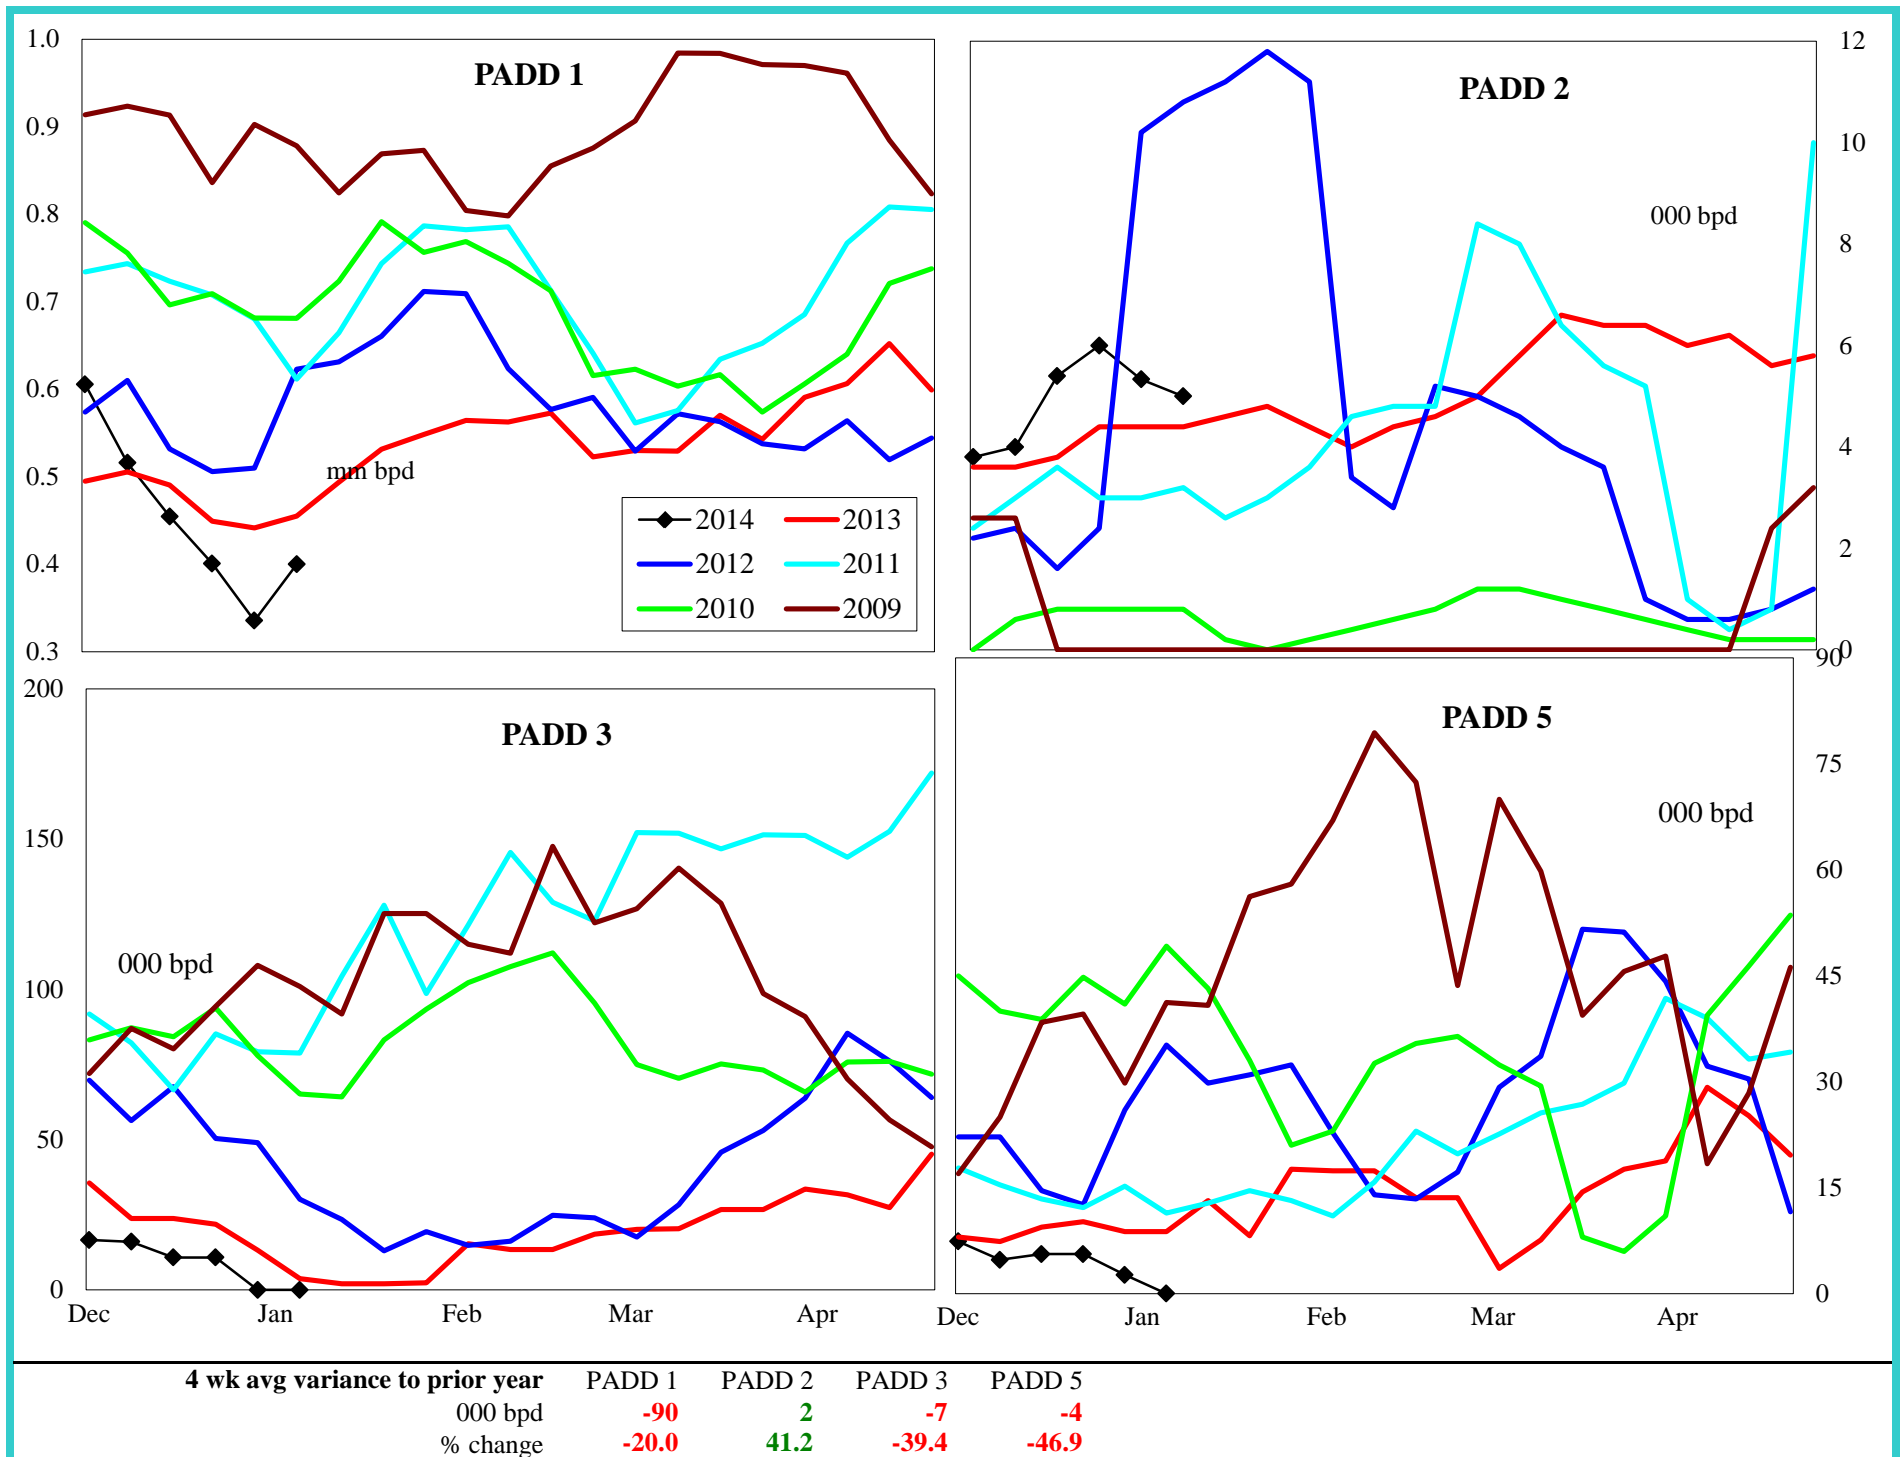 PADD 1
1.0
0.9
0.8
0.7
0.6
0.5
0.4
0.3
mm bpd
2014 2013
2012 2011
2010 2009
PADD 2
000 bpd
12
10
8
6
4
2
0
PADD 3
200
150
100
50
0
000 bpd
Dec Jan Feb Mar Apr
PADD 5
000 bpd
90
75
60
45
30
15
0
Dec Jan Feb Mar Apr
4 wk avg variance to prior year PADD 1 PADD 2 PADD 3 PADD 5
000 bpd -90 2 -7 -4
% change -20.0 41.2 -39.4 -46.9